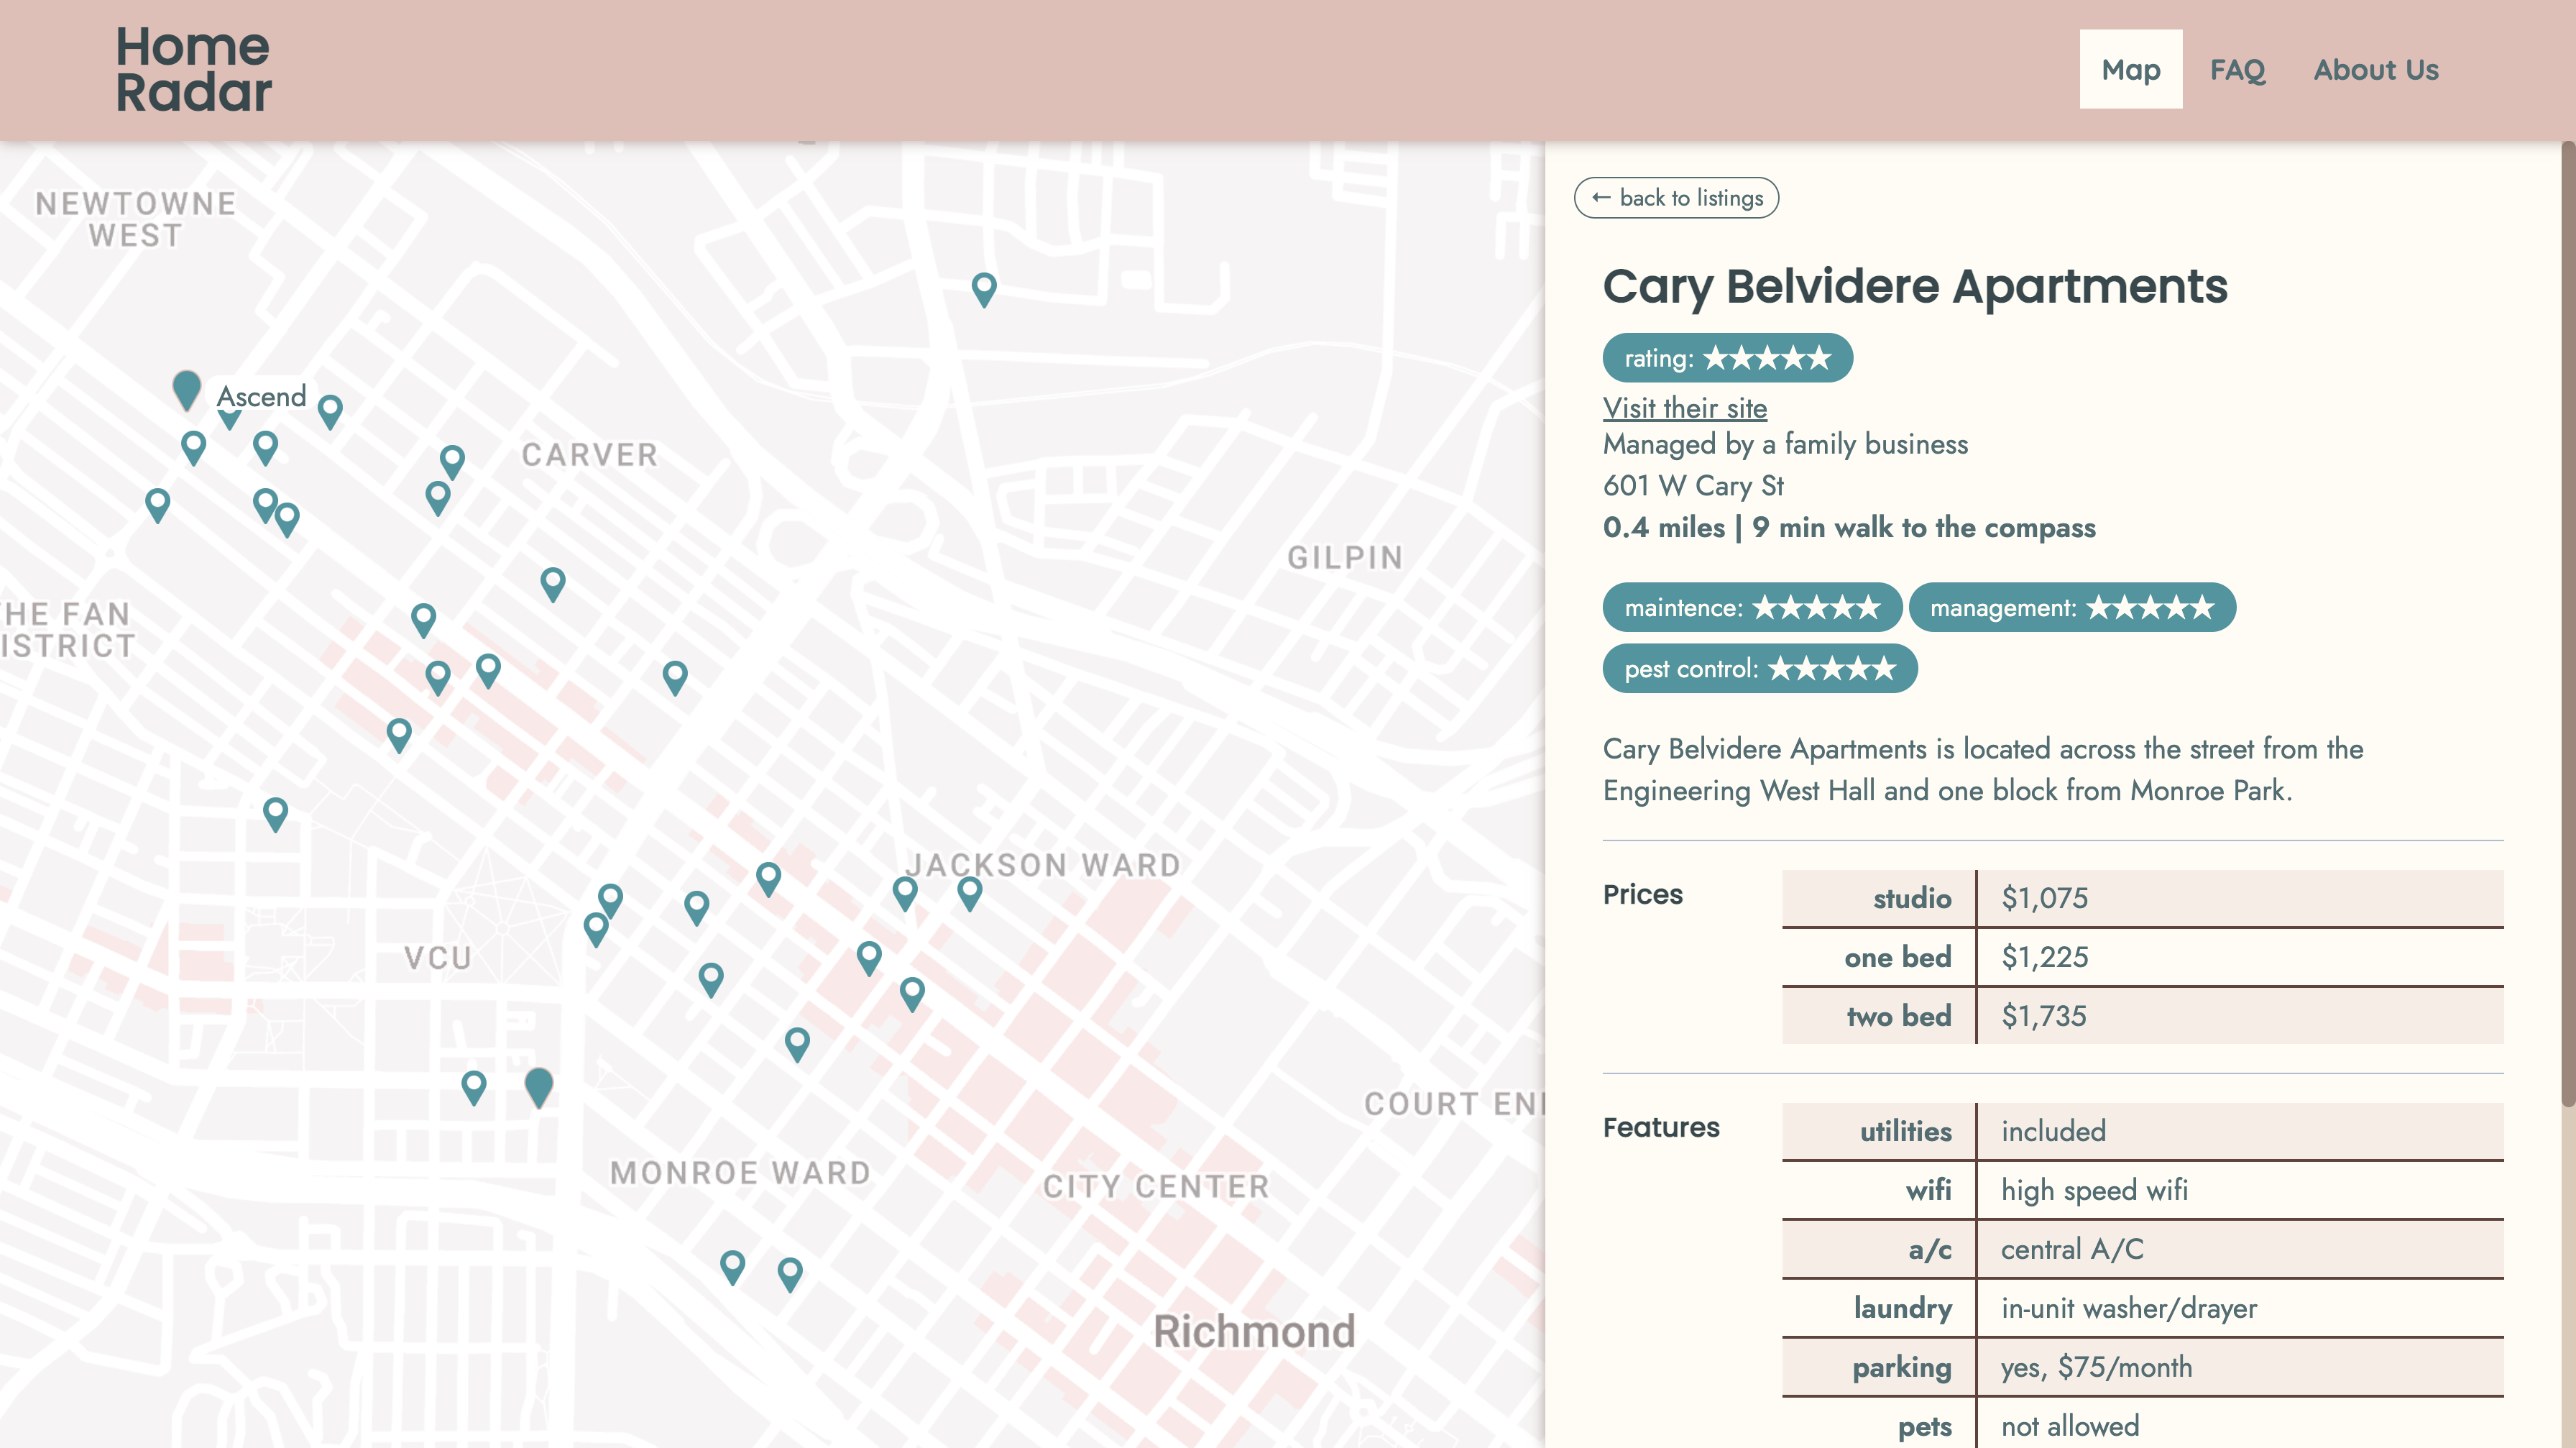 Home
Radar
Map
FAQ
About Us
NEWTOWNE
WEST
Ascend
CARVER
GILPIN
HE FAN
ISTRICT
JACKSON WARD
VCU
COURT EN
MONROE WARD
CITY CENTER
Richmond
← back to listings
Cary Belvidere Apartments
rating: ★★★★★
Visit their site
Managed by a family business
601 W Cary St
0.4 miles | 9 min walk to the compass
maintence: ★★★★★ management: ★★★★★
pest control: ★★★★★
Cary Belvidere Apartments is located across the street from the
Engineering West Hall and one block from Monroe Park.
Prices
studio $1,075
one bed $1,225
two bed $1,735
Features
utilities included
wifi high speed wifi
a/c central A/C
laundry in-unit washer/drayer
parking yes, $75/month
pets not allowed